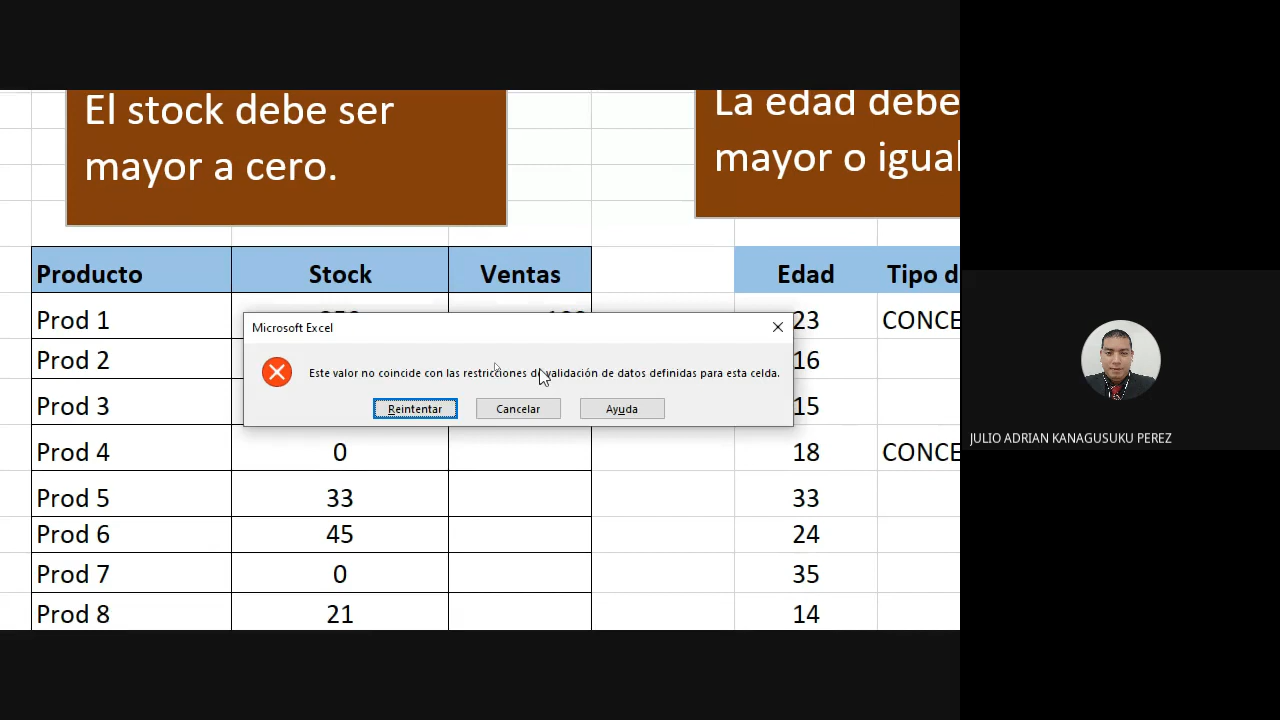 El stock debe ser
mayor a cero.
La edad debe
mayor o igual
Producto Stock Ventas Edad Tipo d
Prod 1 23 CONCE
Prod 2 16
Prod 3 15
Prod 4 0 18 CONCE
Prod 5 33 33
Prod 6 45 24
Prod 7 0 35
Prod 8 21 14
Microsoft Excel
Este valor no coincide con las restricciones de validación de datos definidas para esta celda.
Reintentar Cancelar Ayuda
JULIO ADRIAN KANAGUSUKU PEREZ